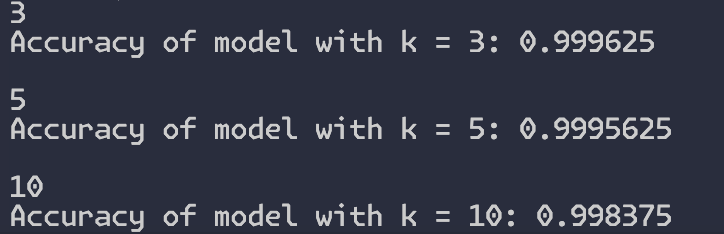 3
Accuracy of model with k = 3: 0.999625
5
Accuracy of model with k = 5: 0.9995625
10
Accuracy of model with k = 10: 0.998375